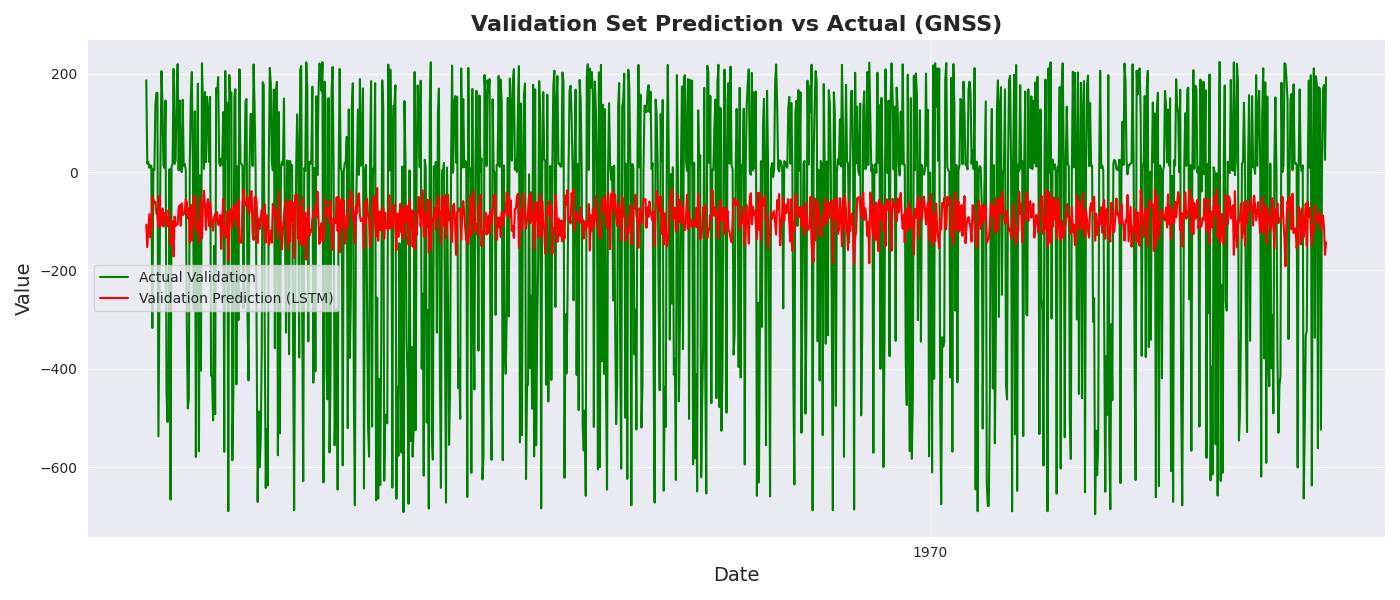 Validation Set Prediction vs Actual (GNSS)
Value
200
0
−200
−400
−600
Actual Validation
Validation Prediction (LSTM)
1970
Date